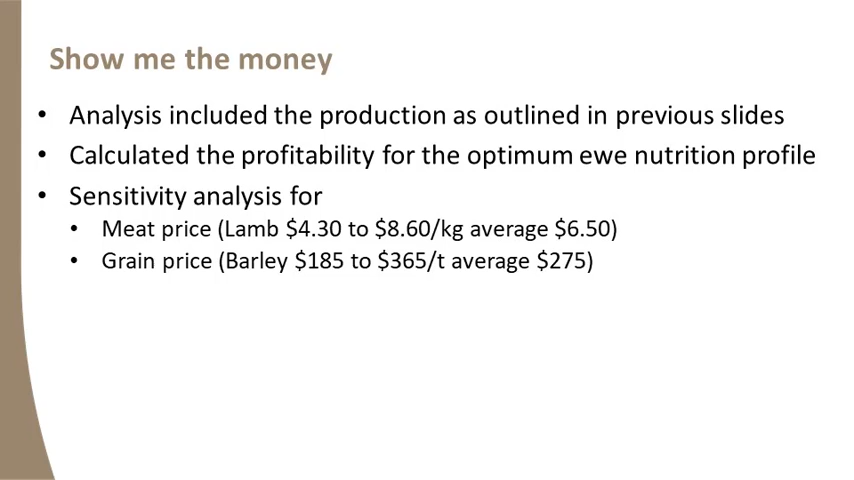 Show me the money
• Analysis included the production as outlined in previous slides
• Calculated the profitability for the optimum ewe nutrition profile
• Sensitivity analysis for
• Meat price (Lamb $4.30 to $8.60/kg average $6.50)
• Grain price (Barley $185 to $365/t average $275)